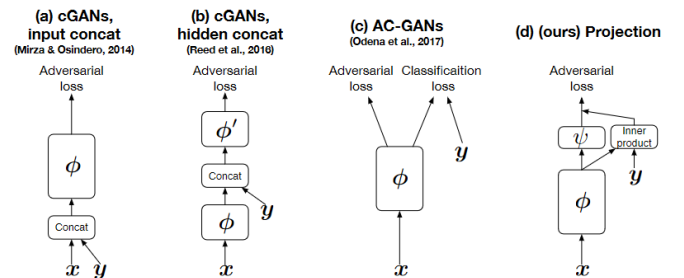 (a) cGANs,
input concat
(Mirza & Osindero, 2014)
Adversarial
loss
ϕ
Concat
x y
(b) cGANs,
hidden concat
(Reed et al., 2016)
Adversarial
loss
ϕ′
Concat
y
ϕ
x
(c) AC-GANs
(Odena et al., 2017)
Adversarial Classificaition
loss loss
y
ϕ
x
(d) (ours) Projection
Adversarial
loss
ψ
Inner
product
y
ϕ
x